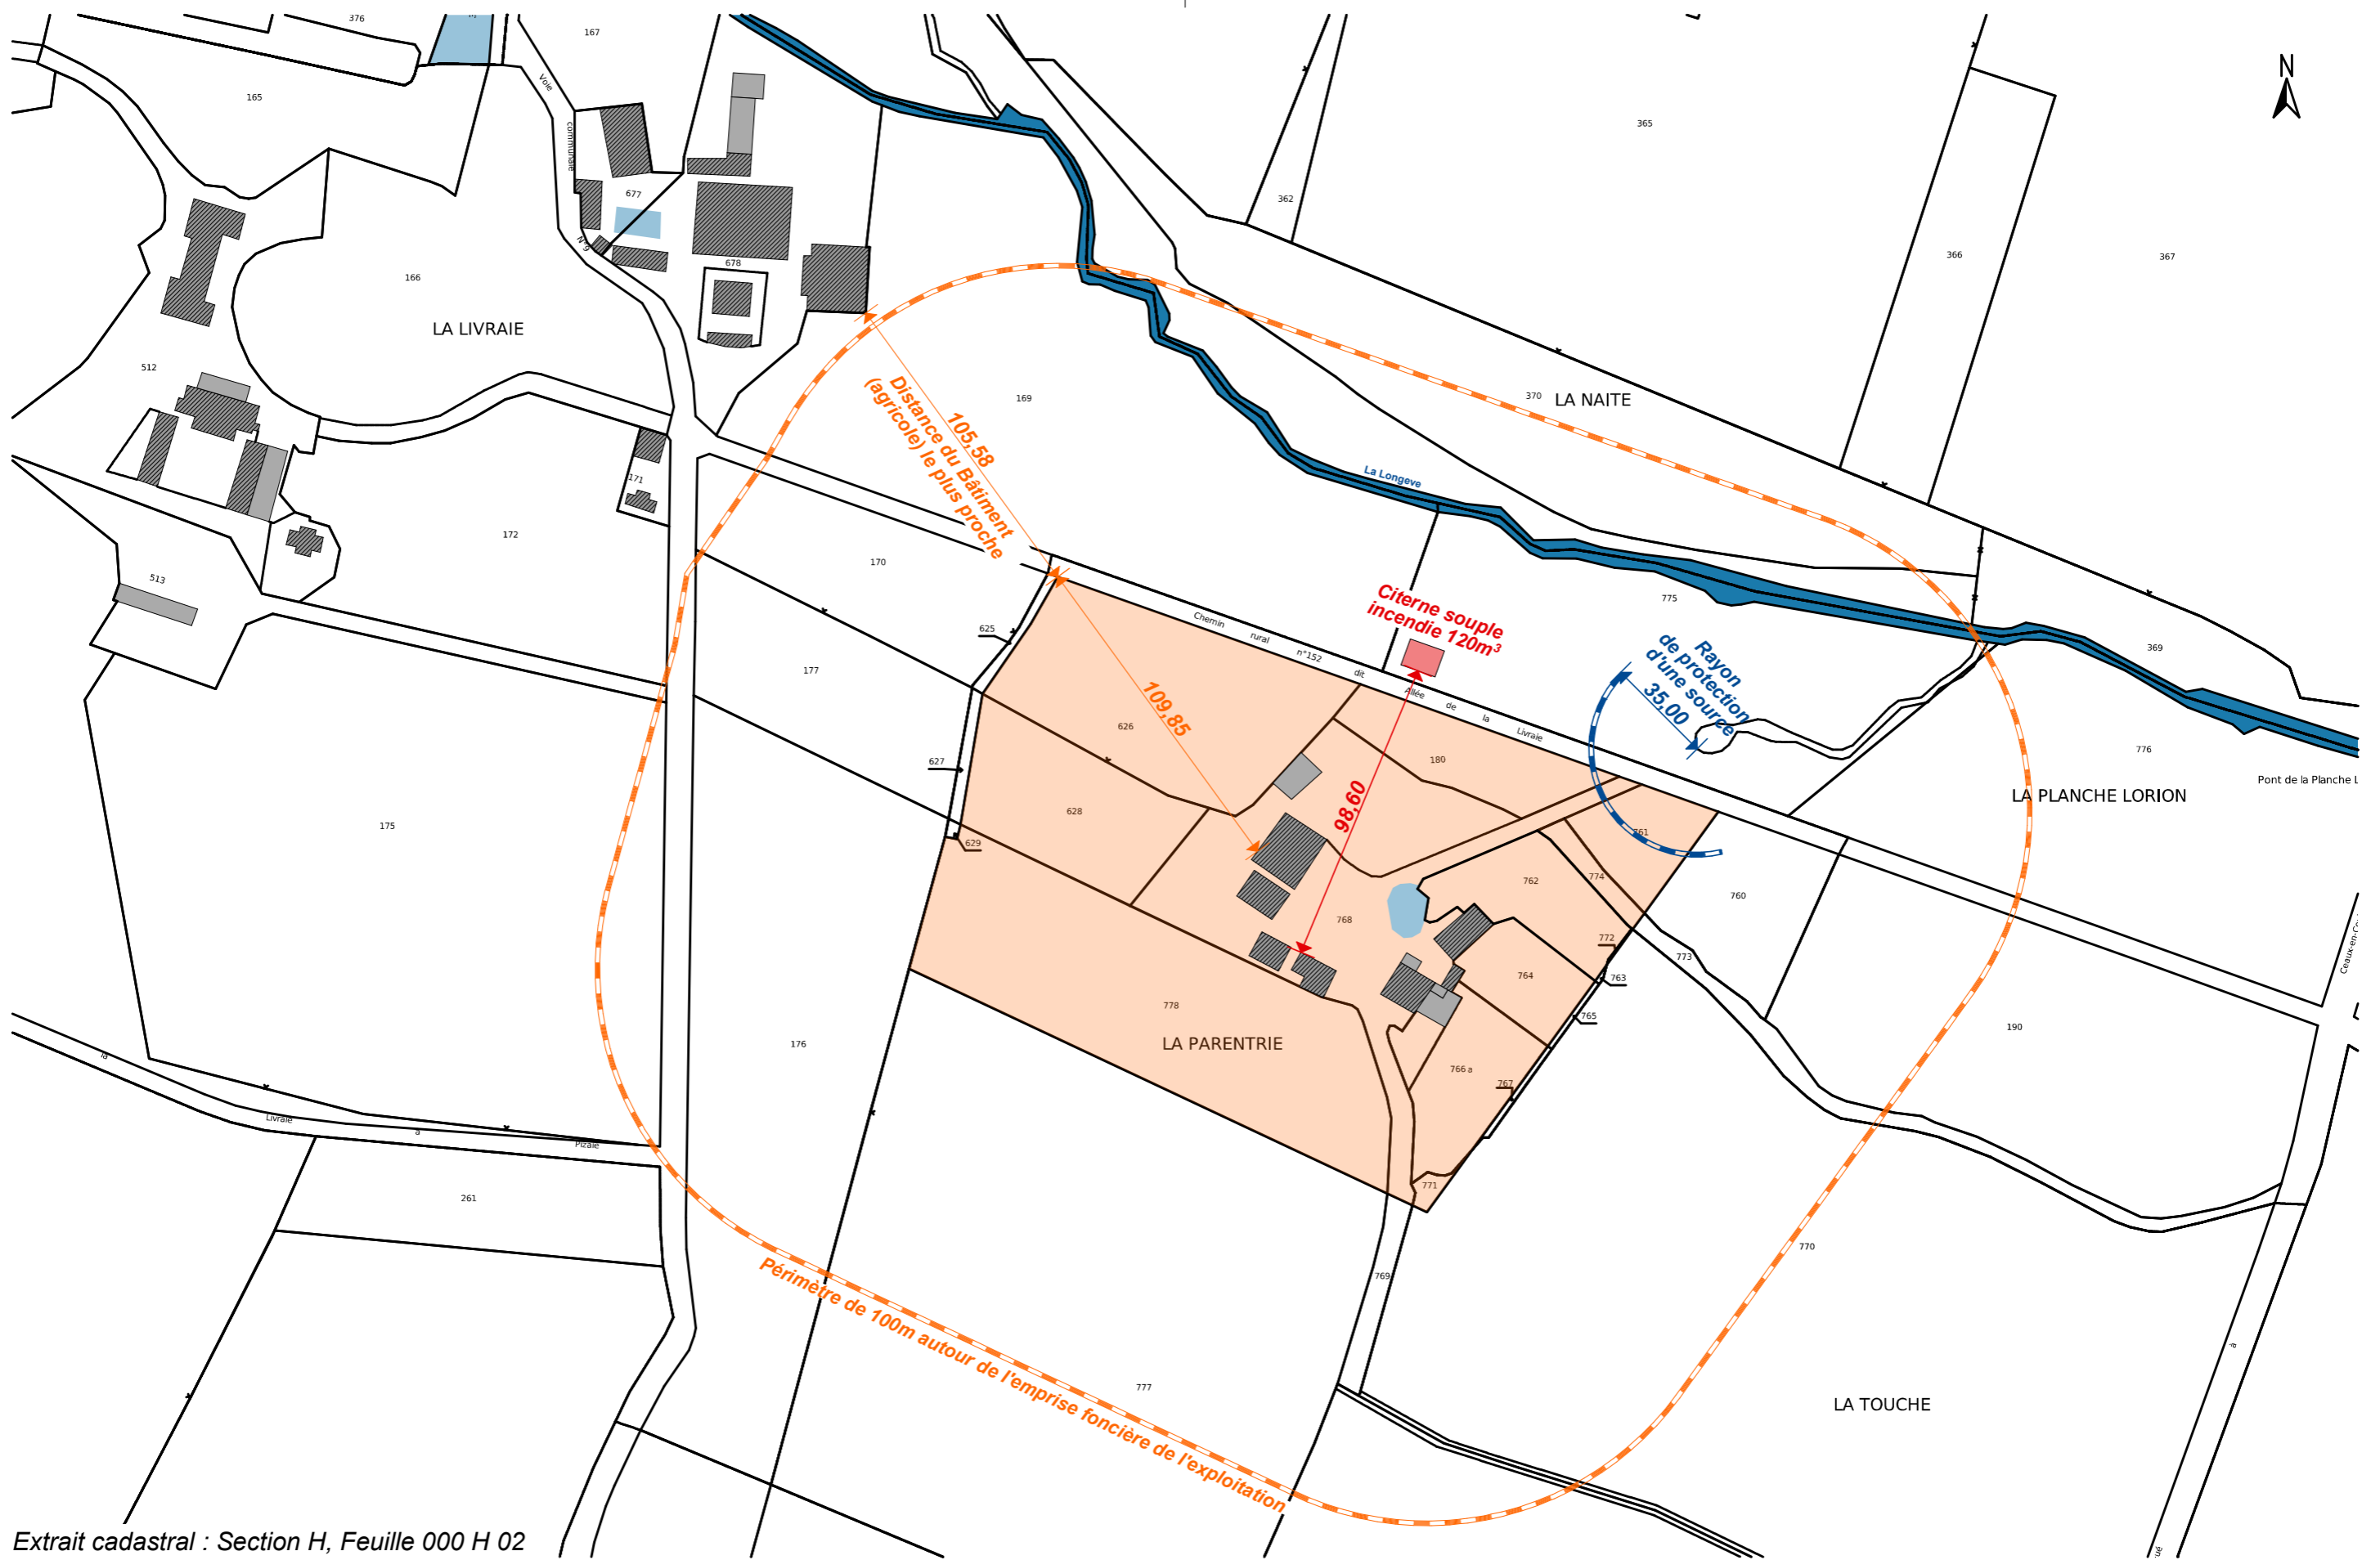 376
167
165
Voie
communale
N°9
677
678
166
LA LIVRAIE
512
171
172
513
175
N
365
362
366
367
370
LA NAITE
169
La Longeve
Distance du Bâtiment
(agricole) le plus proche
105,58
170
177
625
627
629
626
628
109,85
Chemin
rural
n°152
dit
Allée
de
la
Livraie
Citerne souple
incendie 120m³
98,60
Rayon
de protection
d'une source
35,00
775
369
776
Pont de la Planche L
LA PLANCHE LORION
180
761
762
774
760
768
772
773
763
764
765
190
778
LA PARENTRIE
766 a
767
771
176
la
Livraie
a
Pizaie
261
769
770
777
LA TOUCHE
a
Périmètre de 100m autour de l'emprise foncière de l'exploitation
Extrait cadastral : Section H, Feuille 000 H 02